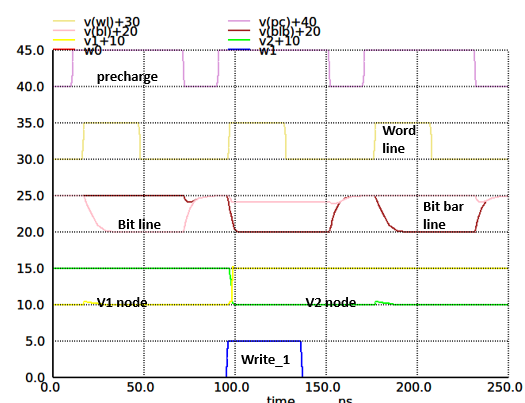 v(wl)+30 v(pc)+40
v(bl)+20 v(blb)+20
v1+10 v2+10
w0 w1
45.0
precharge
40.0
35.0
Word
line
30.0
25.0
Bit line
Bit bar
line
20.0
15.0
V1 node V2 node
10.0
5.0
Write_1
0.0
0.0 50.0 100.0 150.0 200.0 250.0
time ns